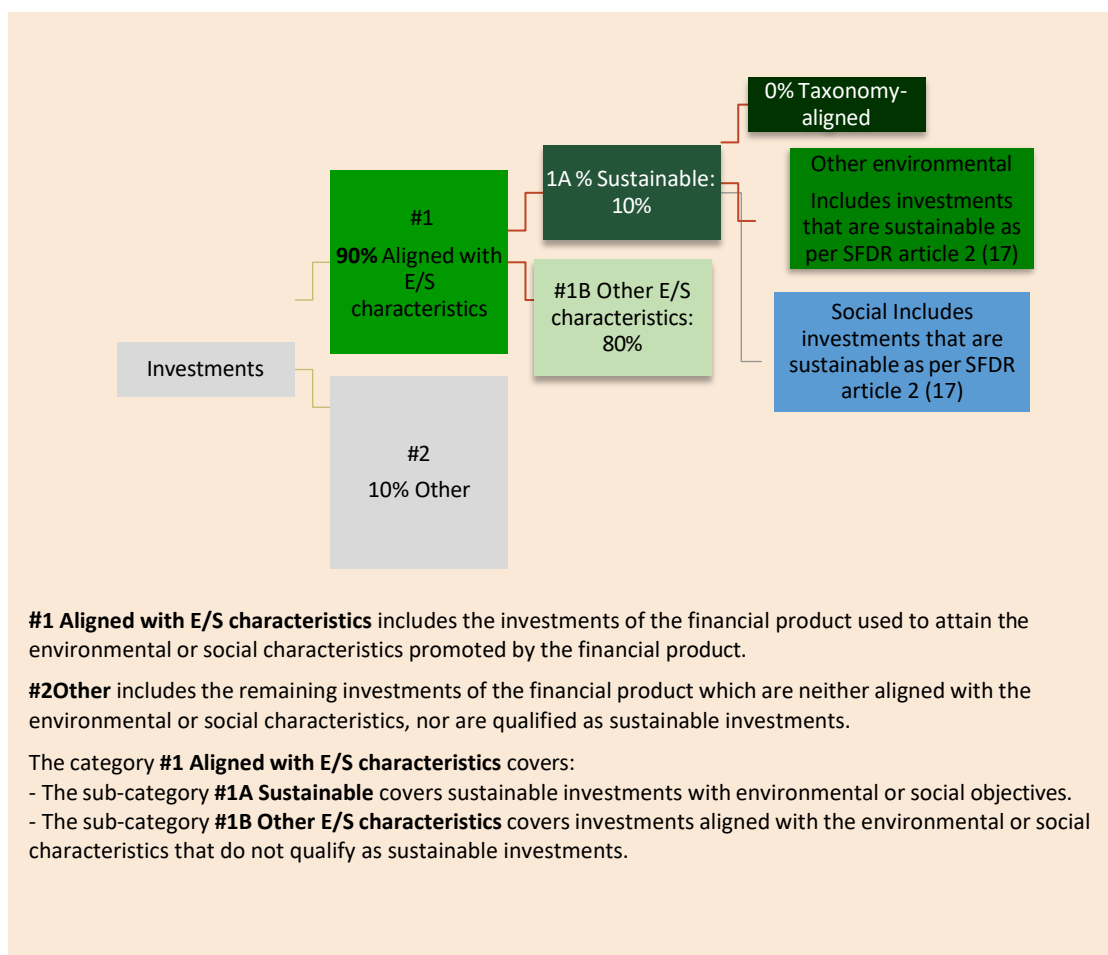 Investments
#1
90% Aligned with
E/S
characteristics
#2
10% Other
1A % Sustainable:
10%
#1B Other E/S
characteristics:
80%
0% Taxonomy-
aligned
Other environmental
Includes investments
that are sustainable as
per SFDR article 2 (17)
Social Includes
investments that are
sustainable as per SFDR
article 2 (17)
#1 Aligned with E/S characteristics includes the investments of the financial product used to attain the
environmental or social characteristics promoted by the financial product.
#2Other includes the remaining investments of the financial product which are neither aligned with the
environmental or social characteristics, nor are qualified as sustainable investments.
The category #1 Aligned with E/S characteristics covers:
- The sub-category #1A Sustainable covers sustainable investments with environmental or social objectives.
- The sub-category #1B Other E/S characteristics covers investments aligned with the environmental or social
characteristics that do not qualify as sustainable investments.